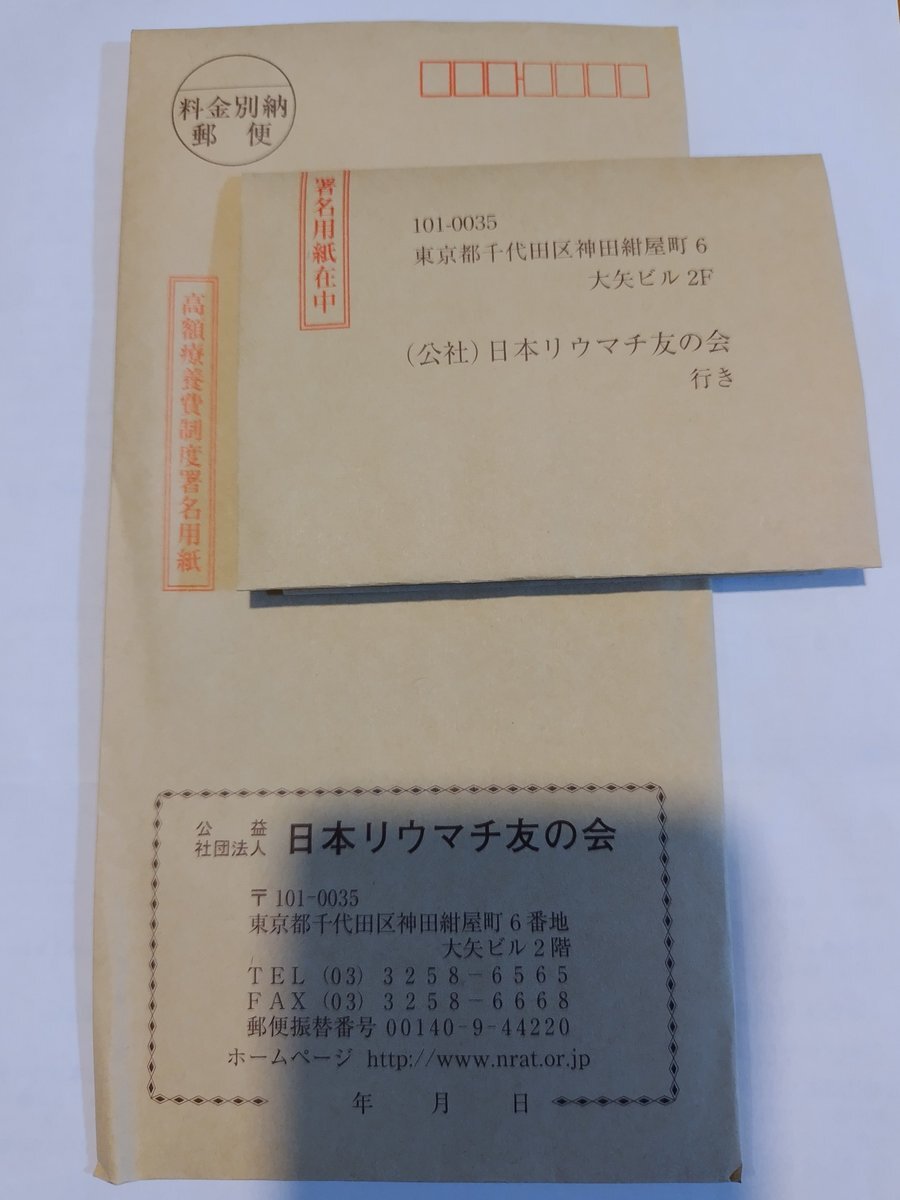 料金別納
郵便
高額療養費制度署名用紙
署名用紙在中
101-0035
東京都千代田区神田紺屋町 6
大矢ビル 2F
(公社) 日本リウマチ友の会
行き
公益
社団法人 日本リウマチ友の会
〒101-0035
東京都千代田区神田紺屋町 6 番地
大矢ビル 2 階
TEL (03) 3258-6565
FAX (03) 3258-6668
郵便振替番号 00140-9-44220
ホームページ http://www.nrat.or.jp
年 月 日